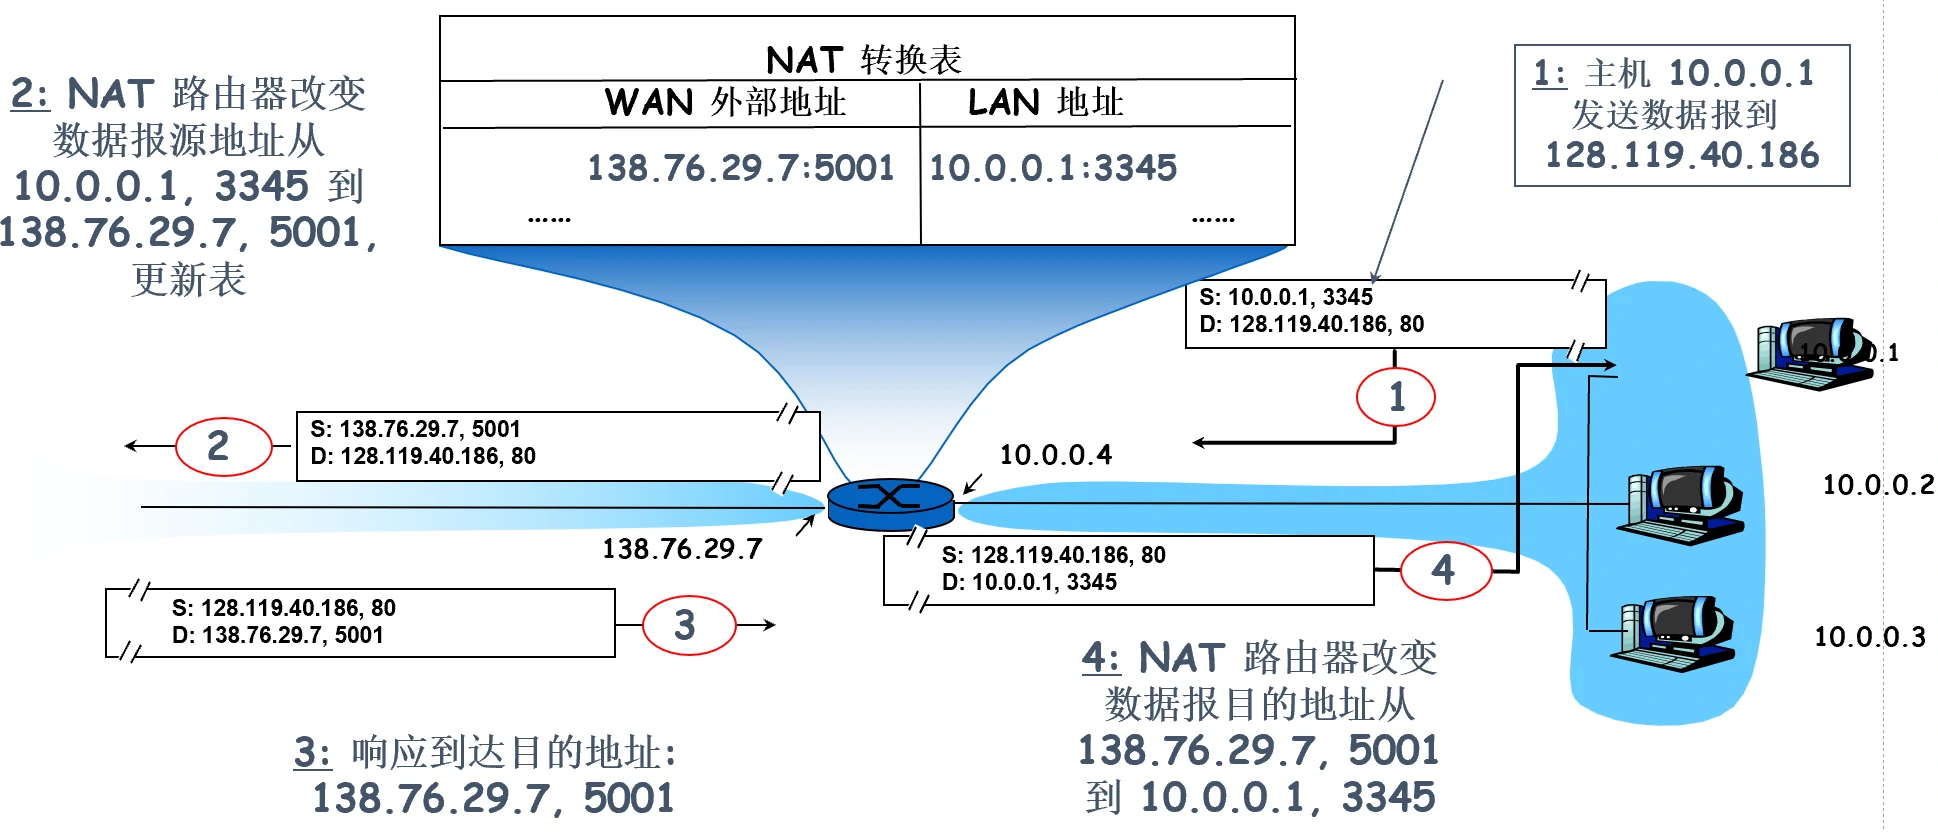 NAT 转换表
WAN 外部地址
LAN 地址
138.76.29.7:5001
10.0.0.1:3345
……
……
1: 主机 10.0.0.1
发送数据报到
128.119.40.186
2: NAT 路由器改变
数据报源地址从
10.0.0.1, 3345 到
138.76.29.7, 5001,
更新表
S: 10.0.0.1, 3345
D: 128.119.40.186, 80
1
10.0.0.1
S: 138.76.29.7, 5001
D: 128.119.40.186, 80
2
10.0.0.4
10.0.0.2
138.76.29.7
S: 128.119.40.186, 80
D: 10.0.0.1, 3345
4
S: 128.119.40.186, 80
D: 138.76.29.7, 5001
3
10.0.0.3
3: 响应到达目的地址:
138.76.29.7, 5001
4: NAT 路由器改变
数据报目的地址从
138.76.29.7, 5001
到 10.0.0.1, 3345